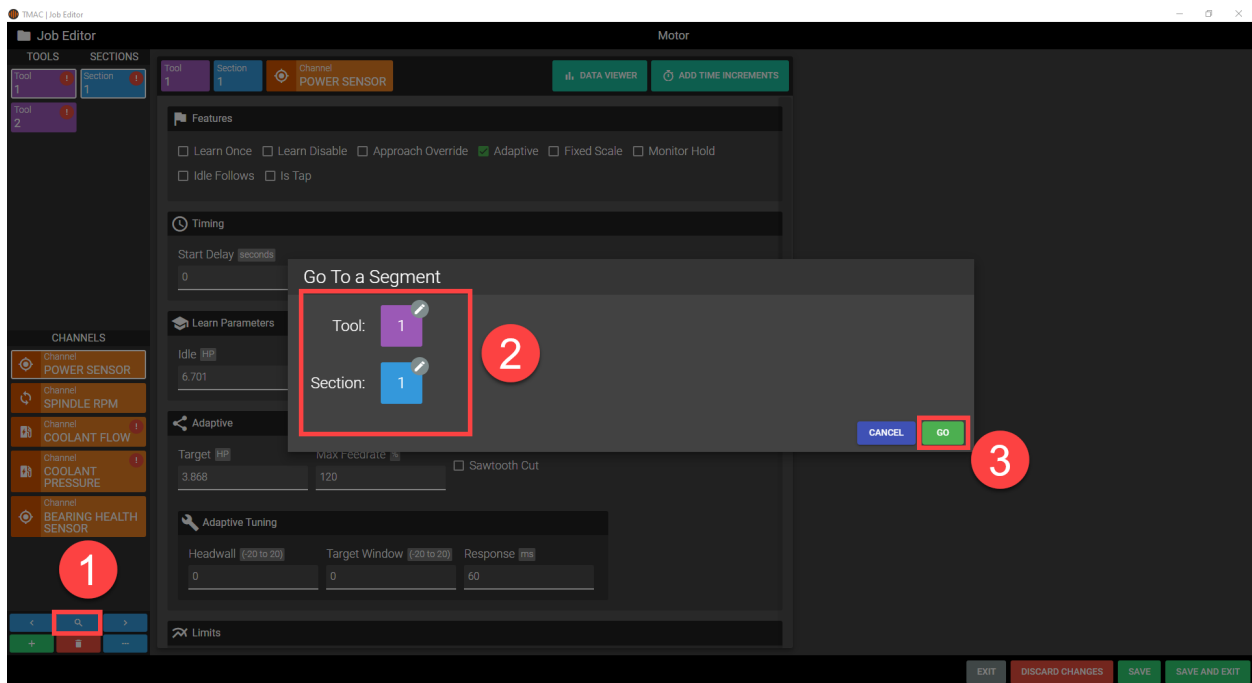 TMAC | Job Editor
Job Editor
Motor
TOOLS SECTIONS
Tool
1
!
Section
1
!
Tool
2
!
Tool
1
Section
1
Channel
POWER SENSOR
DATA VIEWER
ADD TIME INCREMENTS
Features
Learn Once Learn Disable Approach Override Adaptive Fixed Scale Monitor Hold
Idle Follows Is Tap
Timing
Start Delay seconds
0
Go To a Segment
Tool: 1
Section: 1
2
CANCEL GO
3
Learn Parameters
Idle HP
6.701
Adaptive
Target HP Max Feedrate %
3.868 120 Sawtooth Cut
Adaptive Tuning
Headwall (-20 to 20) Target Window (-20 to 20) Response ms
0 0 60
Limits
CHANNELS
Channel
POWER SENSOR
Channel
SPINDLE RPM
Channel
COOLANT FLOW
!
Channel
COOLANT
PRESSURE
!
Channel
BEARING HEALTH
SENSOR
1
< >
+ −
EXIT DISCARD CHANGES SAVE SAVE AND EXIT